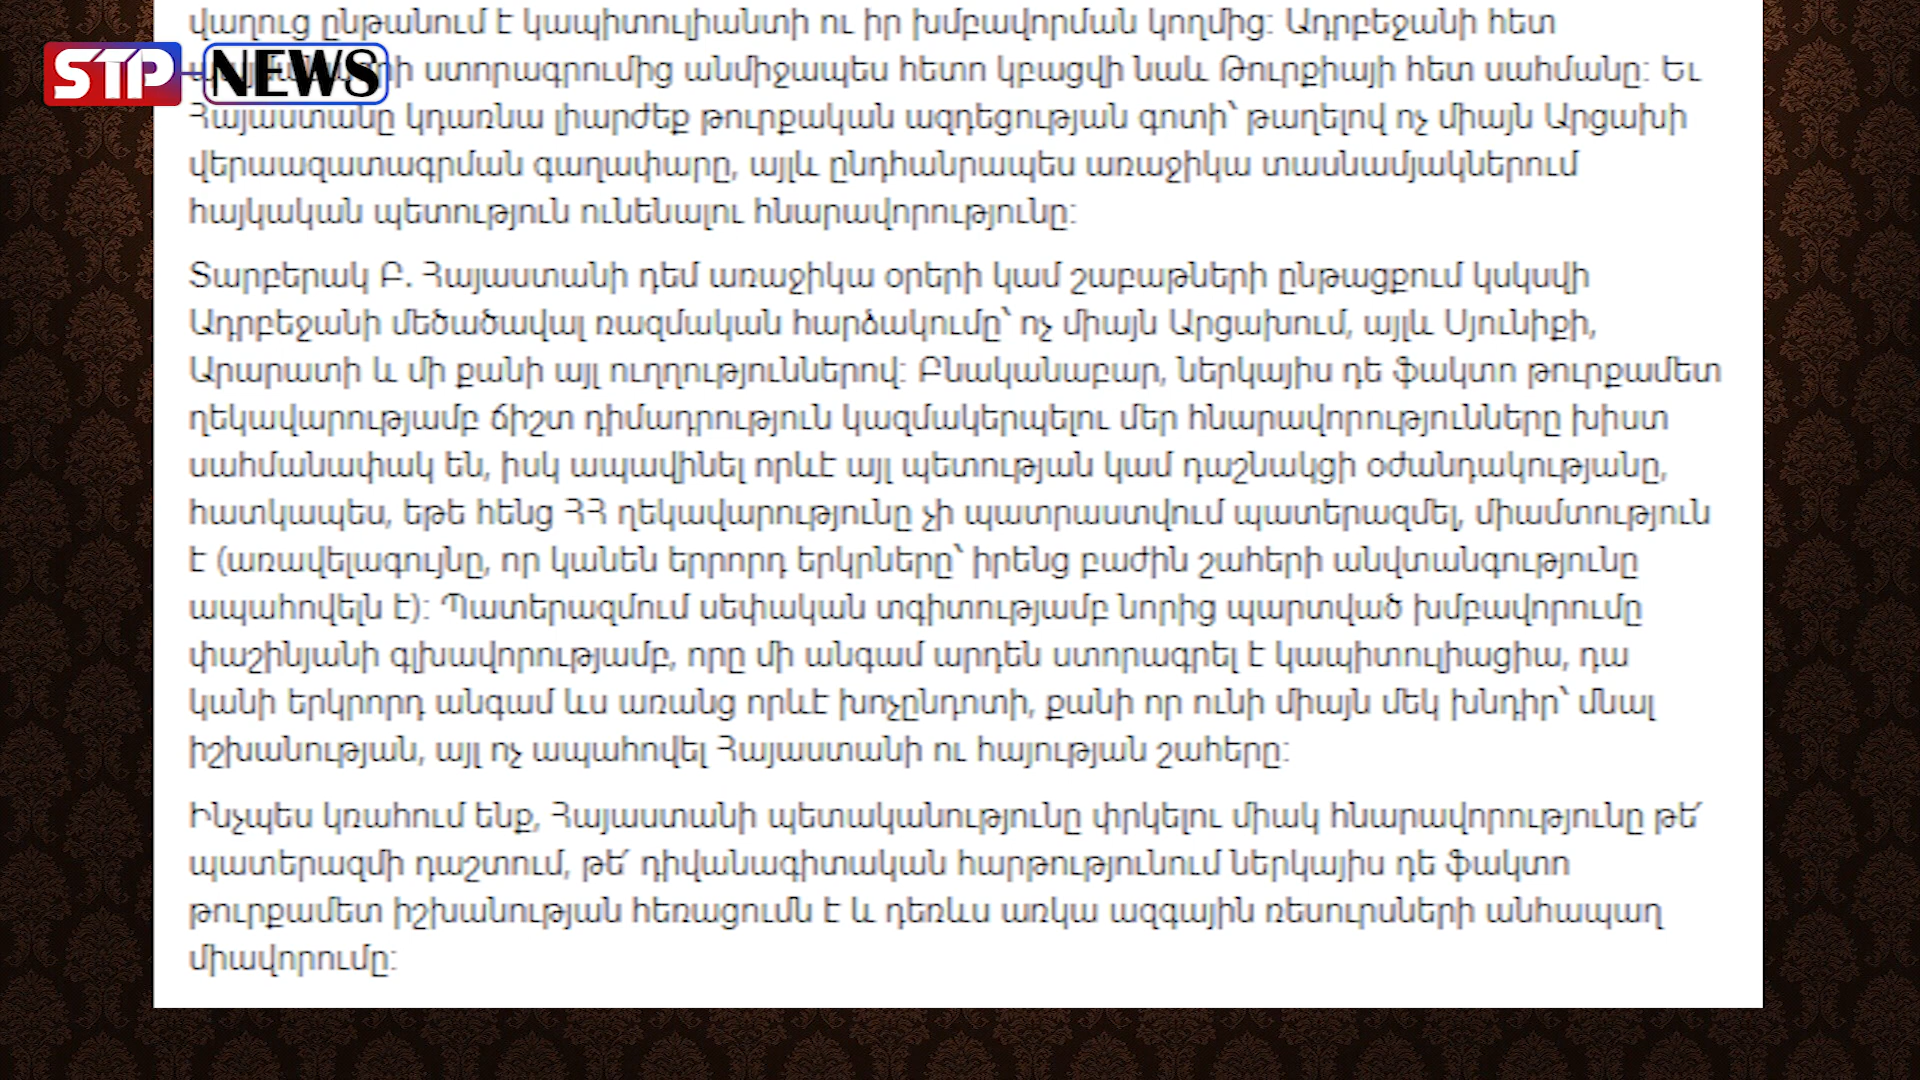 վաղուց ընթանում է կապիտուլիանտի ու իր խմբավորման կողմից: Ադրբեջանի հետ
STP NEWS
ստորագրումից անմիջապես հետո կբացվի նաև Թուրքիայի հետ սահմանը: Եւ
Հայաստանը կդառնա լիարժեք թուրքական ազդեցության գոտի՝ թաղելով ոչ միայն Արցախի
վերաազատագրման գաղափարը, այլև ընդհանրապես առաջիկա տասնամյակներում
հայկական պետություն ունենալու հնարավորությունը:
Տարբերակ Բ. Հայաստանի դեմ առաջիկա օրերի կամ շաբաթների ընթացքում կսկսվի
Ադրբեջանի մեծածավալ ռազմական հարձակումը՝ ոչ միայն Արցախում, այլև Սյունիքի,
Արարատի և մի քանի այլ ուղղություններով: Բնականաբար, ներկայիս դե ֆակտո թուրքամետ
ղեկավարությամբ ճիշտ դիմադրություն կազմակերպելու մեր հնարավորությունները խիստ
սահմանափակ են, իսկ ապավինել որևէ այլ պետության կամ դաշնակցի օժանդակությանը,
հատկապես, եթե հենց ՀՀ ղեկավարությունը չի պատրաստվում պատերազմել, միամտություն
է (առավելագույնը, որ կանեն երրորդ երկրները՝ իրենց բաժին շահերի անվտանգությունը
ապահովելն է): Պատերազմում սեփական տգիտությամբ նորից պարտված խմբավորումը
փաշինյանի գլխավորությամբ, որը մի անգամ արդեն ստորագրել է կապիտուլիացիա, դա
կանի երկրորդ անգամ ևս առանց որևէ խոչընդոտի, քանի որ ունի միայն մեկ խնդիր՝ մնալ
իշխանության, այլ ոչ ապահովել Հայաստանի ու հայության շահերը:
Ինչպես կռահում ենք, Հայաստանի պետականությունը փրկելու միակ հնարավորությունը թե՛
պատերազմի դաշտում, թե՛ դիվանագիտական հարթությունում ներկայիս դե ֆակտո
թուրքամետ իշխանության հեռացումն է և դեռևս առկա ազգային ռեսուրսների անհապաղ
միավորումը: